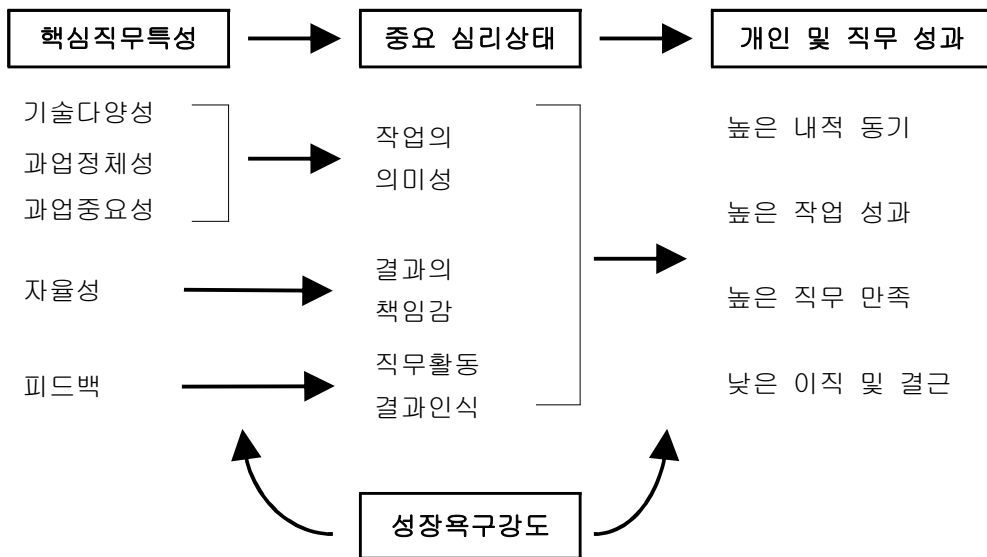 핵심직무특성
중요 심리상태
개인 및 직무 성과
기술다양성
과업정체성
과업중요성
자율성
피드백
작업의
의미성
결과의
책임감
직무활동
결과인식
높은 내적 동기
높은 작업 성과
높은 직무 만족
낮은 이직 및 결근
성장욕구강도